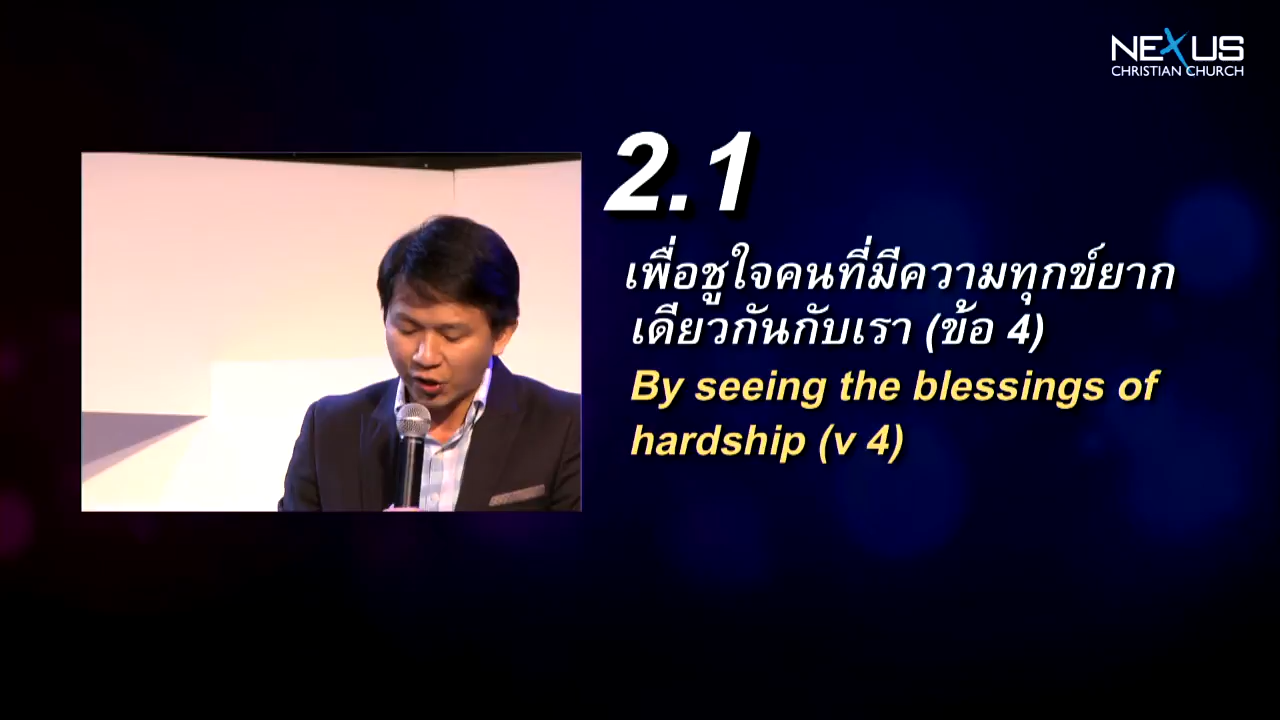 NEXUS
CHRISTIAN CHURCH
2.1
เพื่อชูใจคนที่มีความทุกข์ยาก
เดียวกันกับเรา (ข้อ 4)
By seeing the blessings of
hardship (v 4)